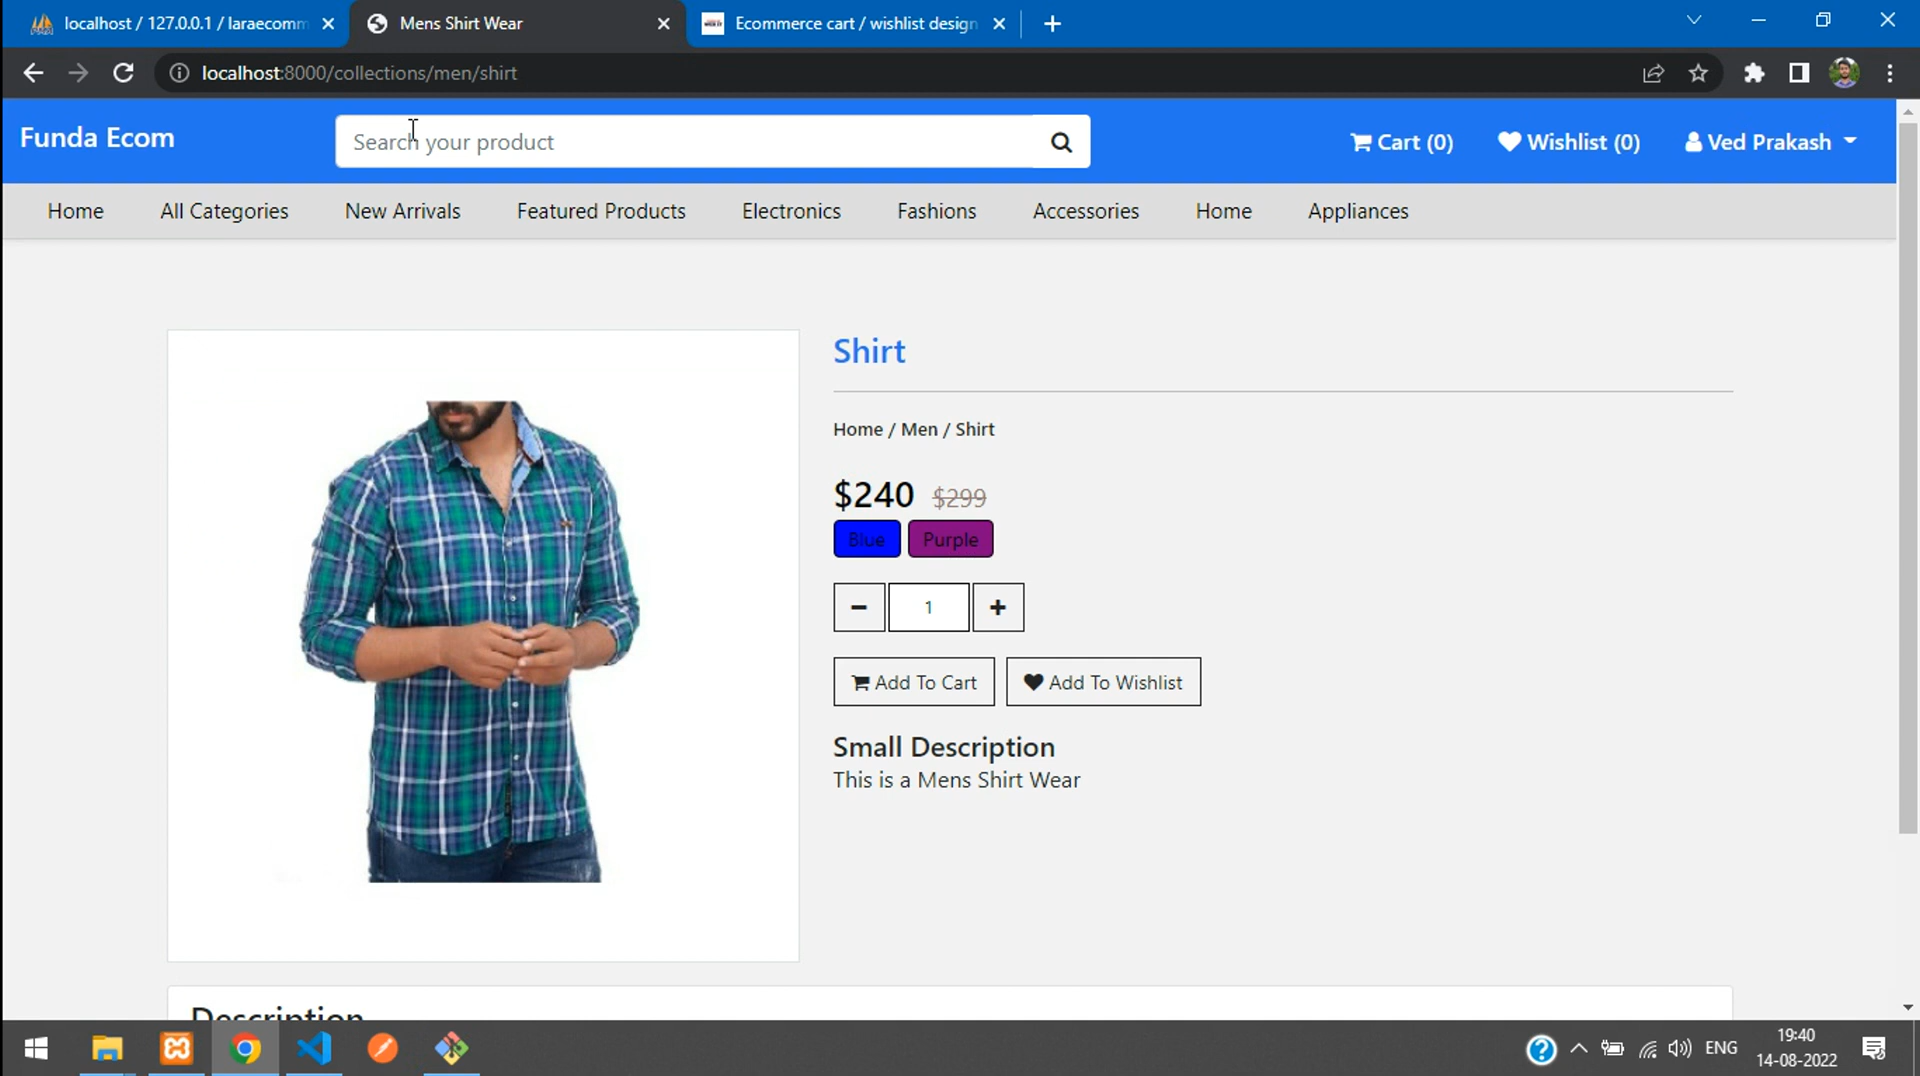 localhost / 127.0.0.1 / laraecomm
Mens Shirt Wear
Ecommerce cart / wishlist design
localhost:8000/collections/men/shirt
Funda Ecom
Search your product
Cart (0)
Wishlist (0)
Ved Prakash
Home
All Categories
New Arrivals
Featured Products
Electronics
Fashions
Accessories
Home
Appliances
Shirt
Home / Men / Shirt
$240 $299
Blue
Purple
1
Add To Cart
Add To Wishlist
Small Description
This is a Mens Shirt Wear
Description
ENG
19:40
14-08-2022